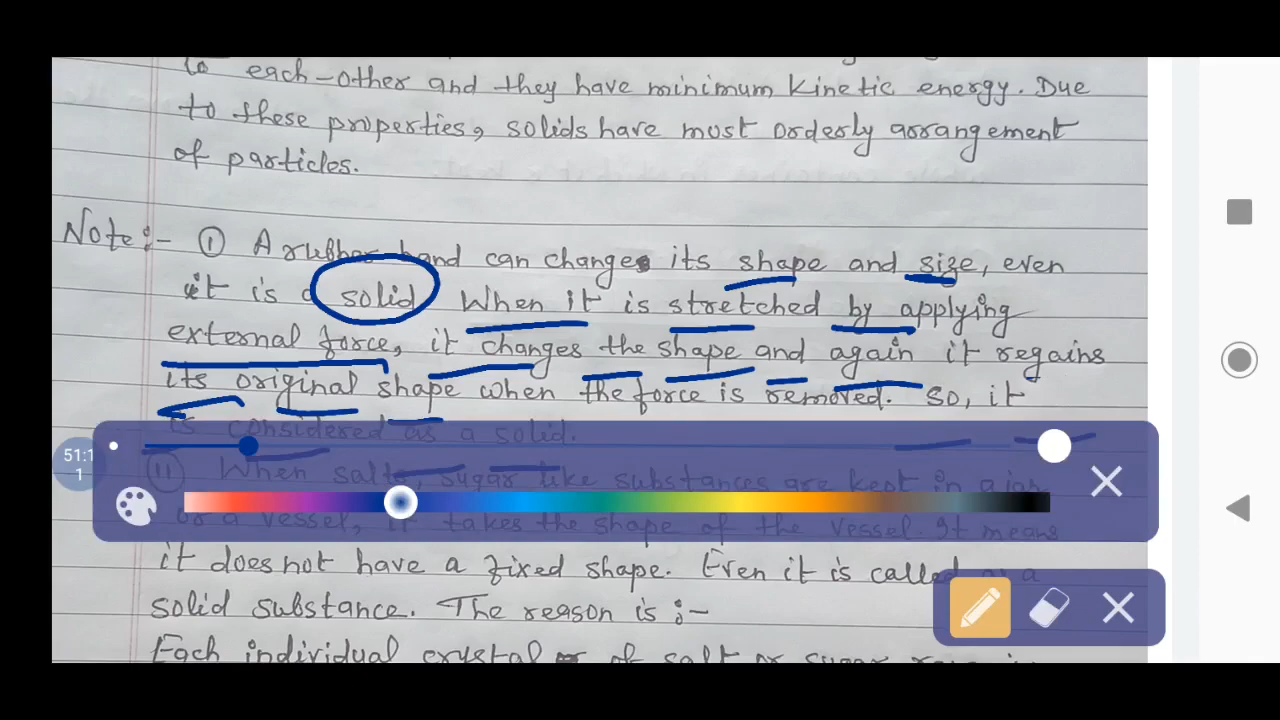 to each-other and they have minimum kinetic energy. Due
to these properties, solids have most orderly arrangement
of particles.
Note:- ① A rubber band can changes its shape and size, even
it is a solid When it is stretched by applying
external force, it changes the shape and again it regains
its original shape when the force is removed. So, it
is considered as a solid.
51:1
1
⑪ When salts, sugar like substances are kept in a jar
or a vessel, it takes the shape of the vessel. It means
it does not have a fixed shape. Even it is called as a
solid substance. The reason is :-
Each individual crystal of salt or sugar